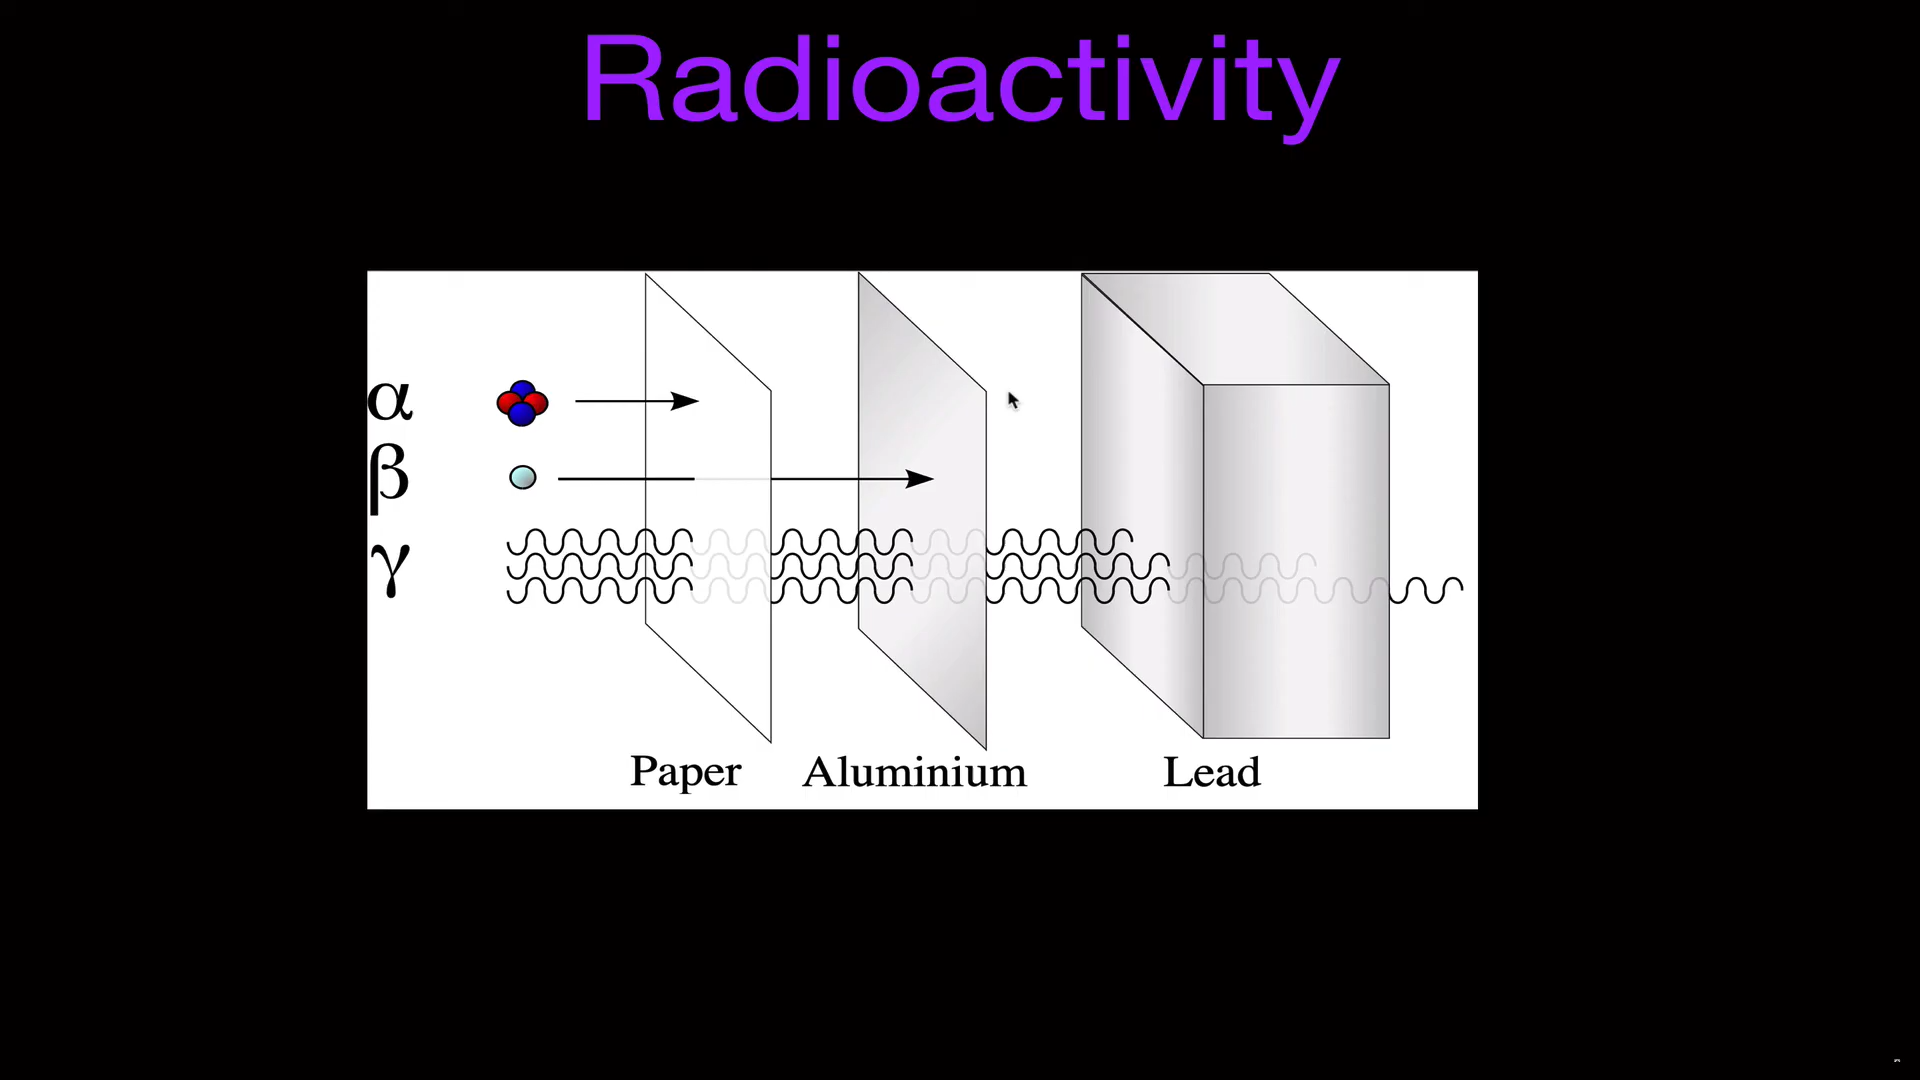 Radioactivity
α
β
γ
Paper Aluminium Lead